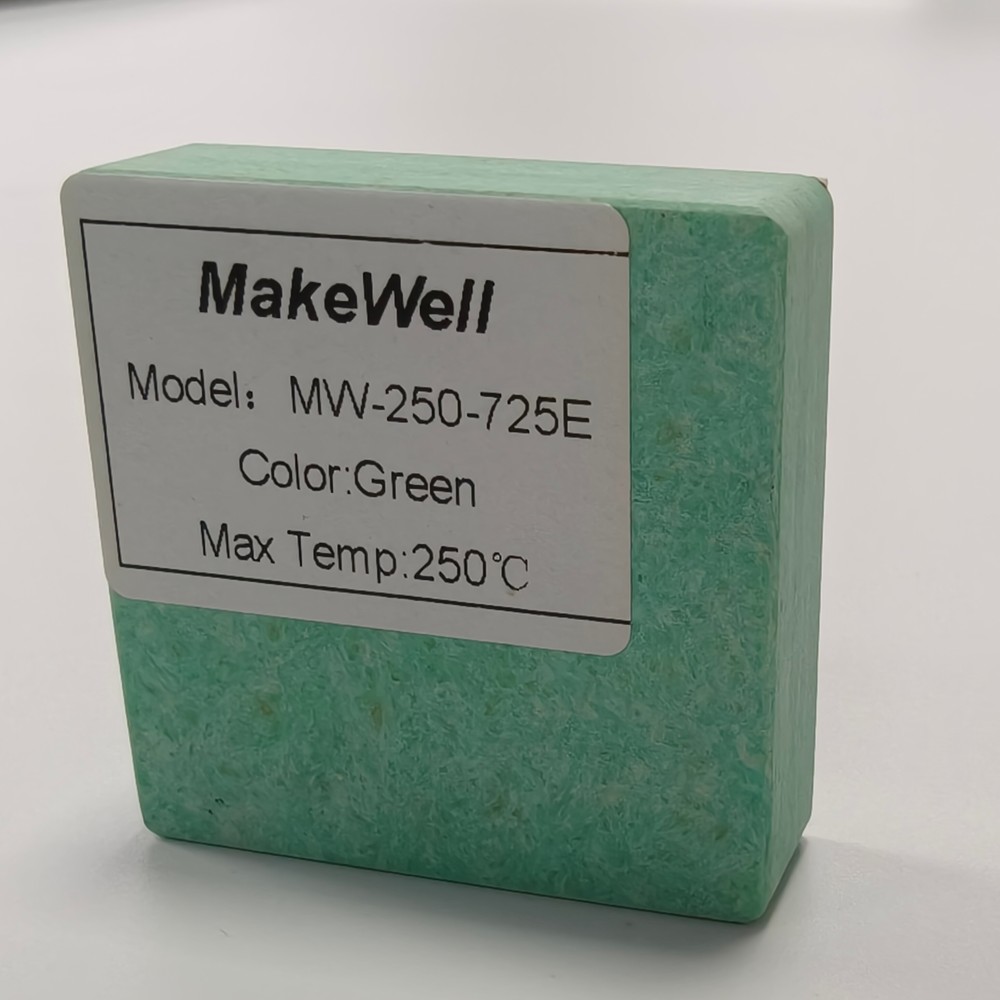 MakeWell
Model：MW-250-725E
Color:Green
Max Temp:250℃